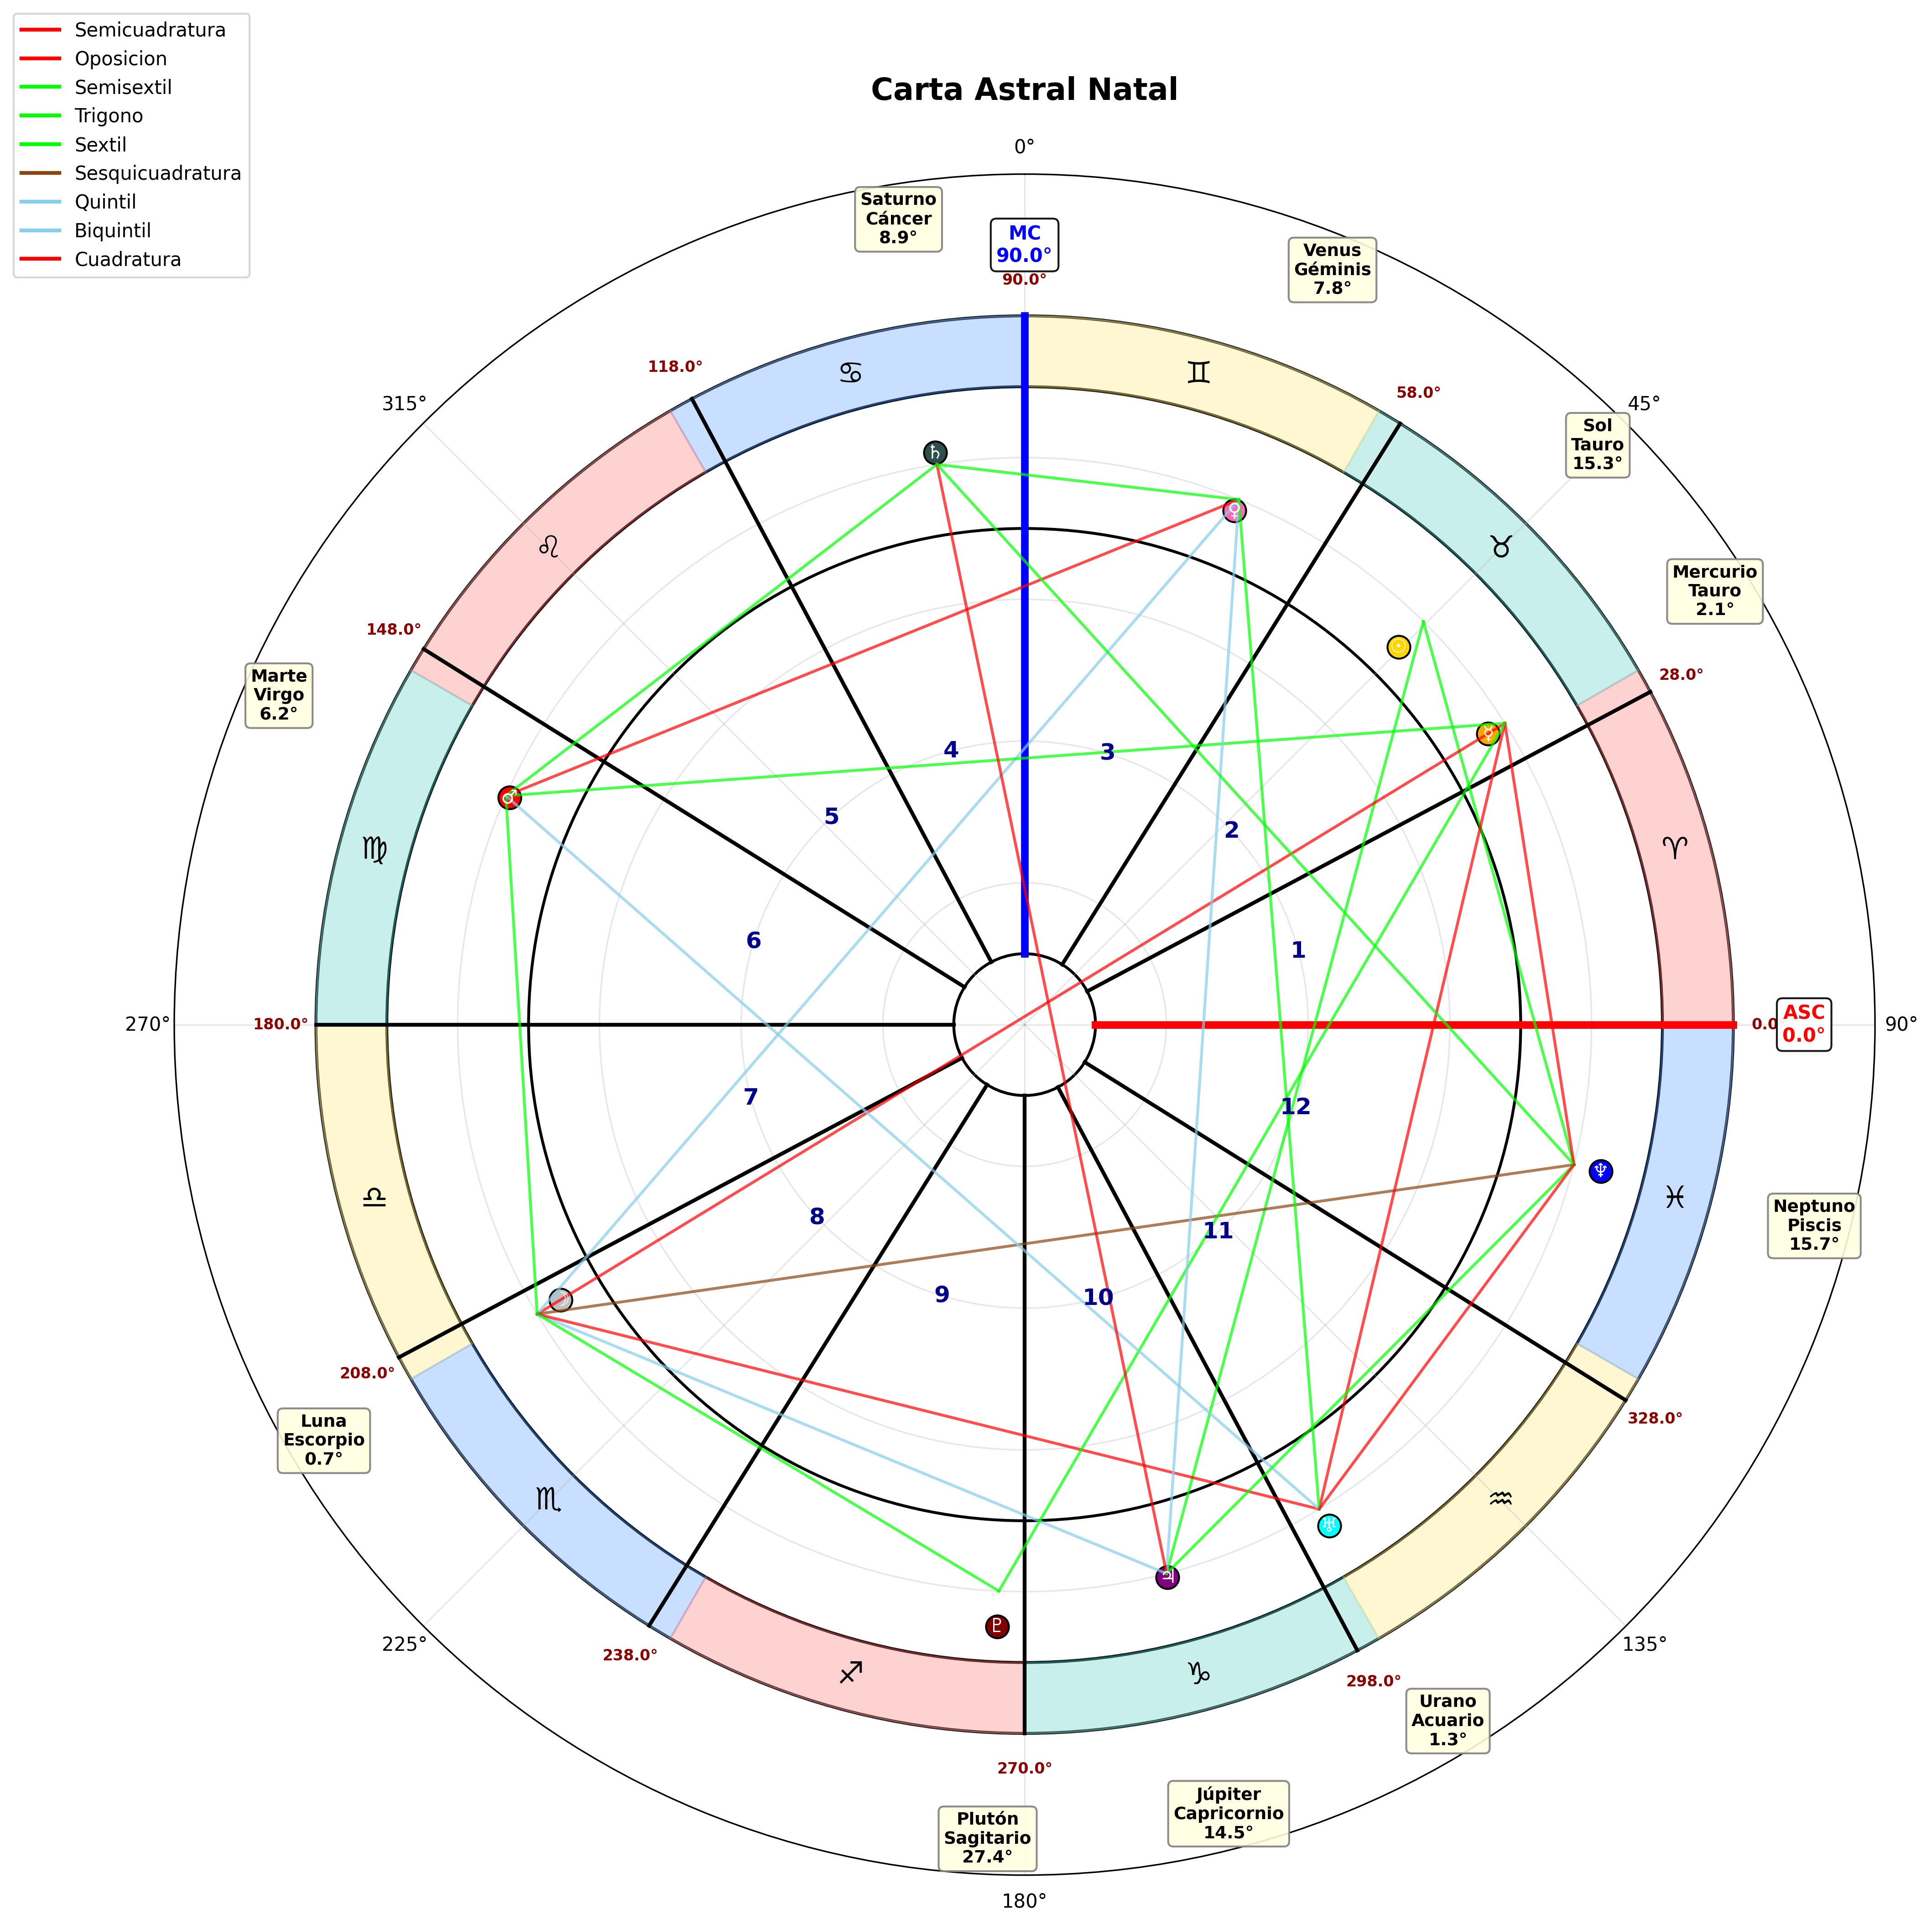 Semicuadratura
Oposicion
Semisextil
Trigono
Sextil
Sesquicuadratura
Quintil
Biquintil
Cuadratura
Carta Astral Natal
0°
Saturno
Cáncer
8.9°
MC
90.0°
90.0°
Venus
Géminis
7.8°
118.0°
♋
♊
58.0°
315°
45°
Sol
Tauro
15.3°
♄
♀
♌
♉
Mercurio
Tauro
2.1°
148.0°
☉
28.0°
Marte
Virgo
6.2°
☿
♂
4
3
5
2
♍
♈
6
1
270°
180.0°
0.0
ASC
0.0°
90°
7
12
♆
♎
♓
8
11
Neptuno
Piscis
15.7°
9
10
208.0°
328.0°
Luna
Escorpio
0.7°
♏
♒
♅
♃
♇
225°
238.0°
♐
♑
298.0°
135°
Urano
Acuario
1.3°
270.0°
Plutón
Sagitario
27.4°
Júpiter
Capricornio
14.5°
180°